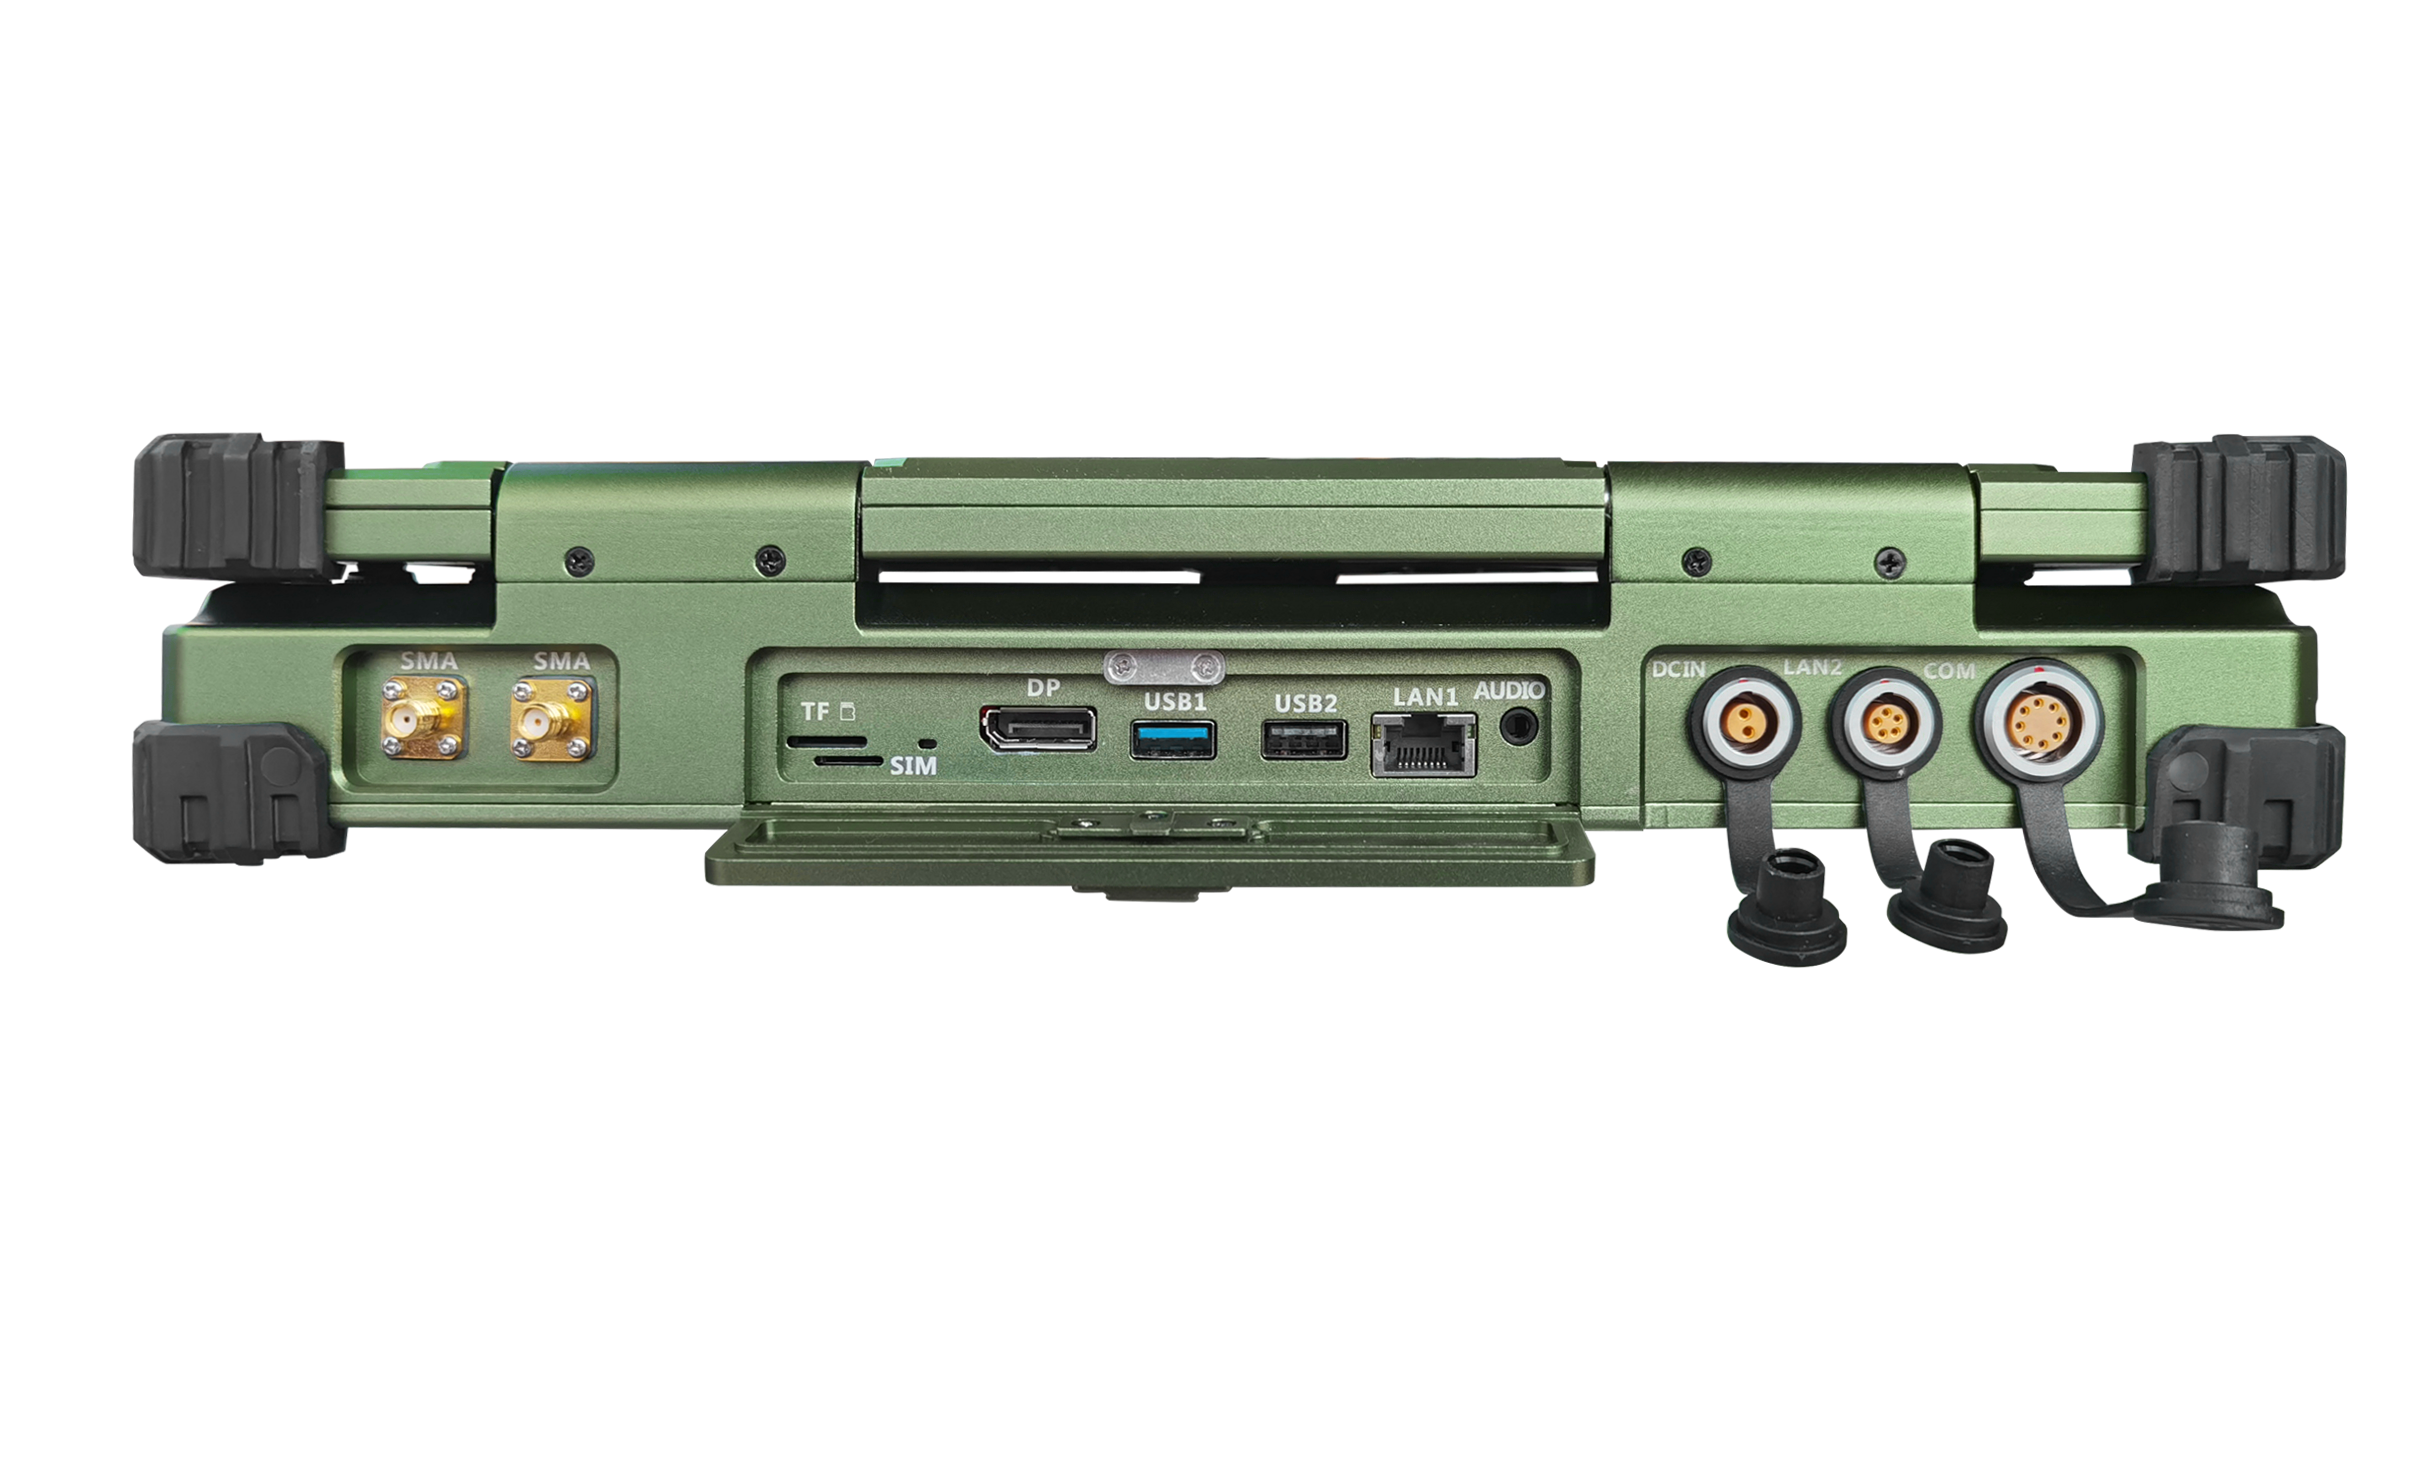 SMA
SMA
TF
SIM
DP
USB1
USB2
LAN1
AUDIO
DCIN
LAN2
COM